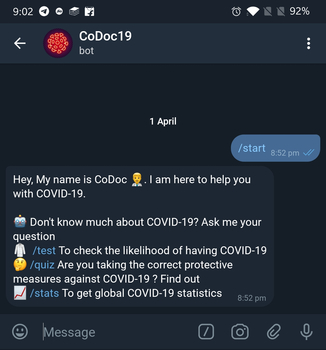 9:02
92%
CoDoc19
bot
1 April
/start
8:52 pm
Hey, My name is CoDoc 👨‍⚕️. I am here to help you
with COVID-19.
🤖 Don't know much about COVID-19? Ask me your
question
🥼 /test To check the likelihood of having COVID-19
🤔 /quiz Are you taking the correct protective
measures against COVID-19 ? Find out
📈 /stats To get global COVID-19 statistics
8:52 pm
Message